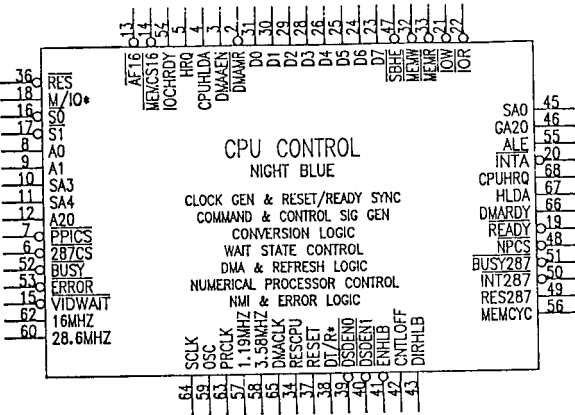 13 14 54 5 4 3 2 31 30 29 28 26 25 24 23 47 32 33 21 22
AF16 MEMCS16 IOCHRDY HRQ CPUHLDA DMAAEN DMAMR D0 D1 D2 D3 D4 D5 D6 D7 SBHE MEMW MEMR IOW IOR
36 RES
18 M/IO*
16 S0
17 S1
8 A0
9 A1
10 SA3
11 SA4
12 A20
7 PPICS
6 287CS
52 BUSY
53 ERROR
15 VIDWAIT
62 16MHZ
60 28.6MHZ
CPU CONTROL
NIGHT BLUE
CLOCK GEN & RESET/READY SYNC
COMMAND & CONTROL SIG GEN
CONVERSION LOGIC
WAIT STATE CONTROL
DMA & REFRESH LOGIC
NUMERICAL PROCESSOR CONTROL
NMI & ERROR LOGIC
SA0 45
GA20 46
ALE 55
INTA 20
CPUHRQ 68
HLDA 67
DMARDY 66
READY 19
NPCS 48
BUSY287 51
INT287 50
RES287 49
MEMCYC 56
SCLK OSC PRCLK 1.19MHZ 3.58MHZ DMACLK RESCPU RESET DT/R* DSDEN0 DSDEN1 ENHLB CNTLOFF DIRHLB
64 59 63 57 58 65 34 37 38 39 40 41 42 43